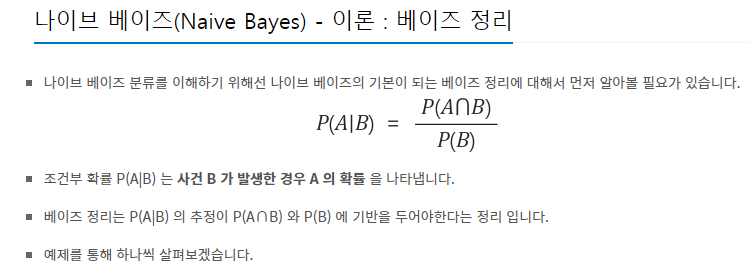 나이브 베이즈(Naive Bayes) - 이론 : 베이즈 정리
▪ 나이브 베이즈 분류를 이해하기 위해선 나이브 베이즈의 기본이 되는 베이즈 정리에 대해서 먼저 알아볼 필요가 있습니다.
P(A|B) = P(A∩B) / P(B)
▪ 조건부 확률 P(A|B) 는 사건 B 가 발생한 경우 A 의 확률 을 나타냅니다.
▪ 베이즈 정리는 P(A|B) 의 추정이 P(A∩B) 와 P(B) 에 기반을 두어야한다는 정리 입니다.
▪ 예제를 통해 하나씩 살펴보겠습니다.